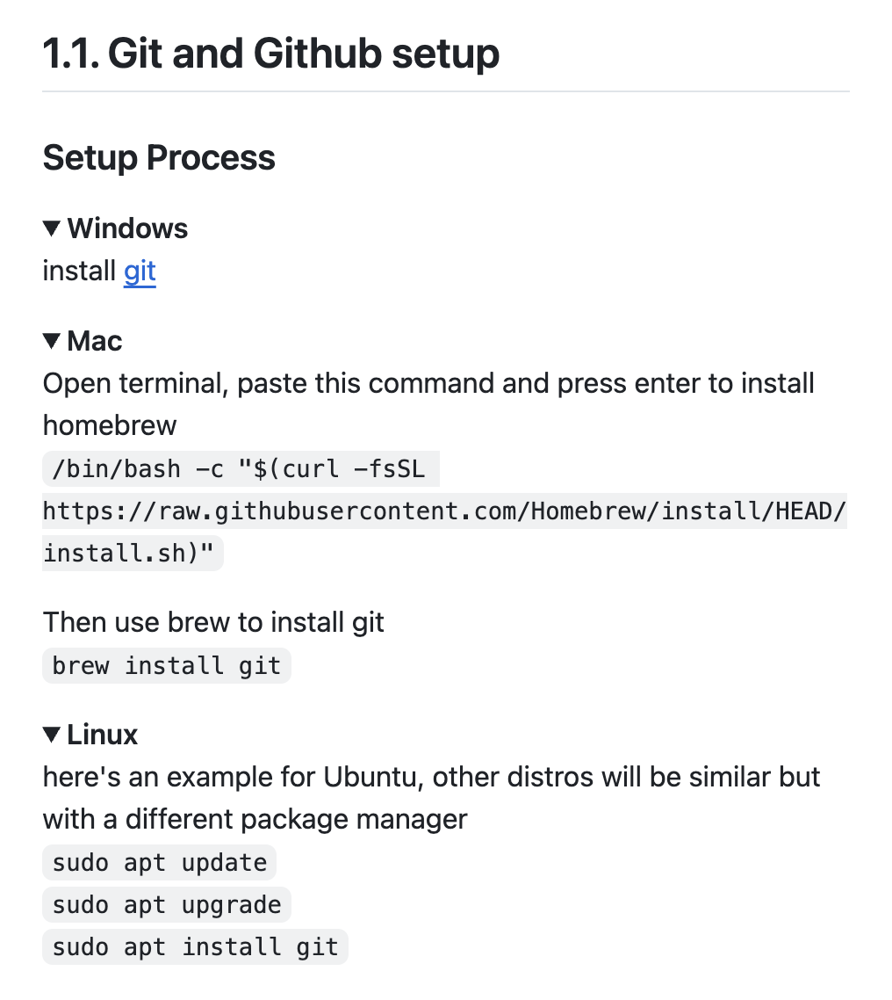 1.1. Git and Github setup
Setup Process
▼ Windows
install git
▼ Mac
Open terminal, paste this command and press enter to install
homebrew
/bin/bash -c "$(curl -fsSL
https://raw.githubusercontent.com/Homebrew/install/HEAD/
install.sh)"
Then use brew to install git
brew install git
▼ Linux
here's an example for Ubuntu, other distros will be similar but
with a different package manager
sudo apt update
sudo apt upgrade
sudo apt install git